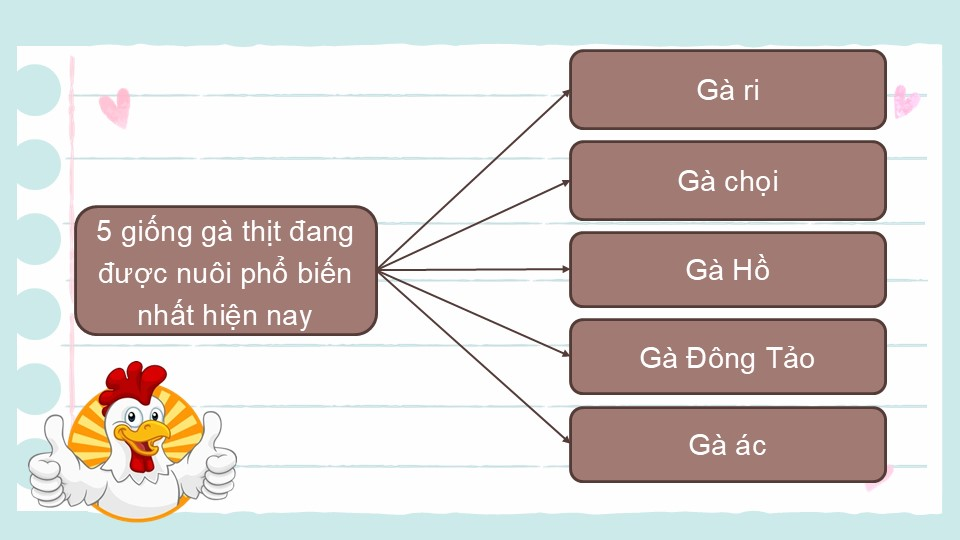 5 giống gà thịt đang
được nuôi phổ biến
nhất hiện nay
Gà ri
Gà chọi
Gà Hồ
Gà Đông Tảo
Gà ác